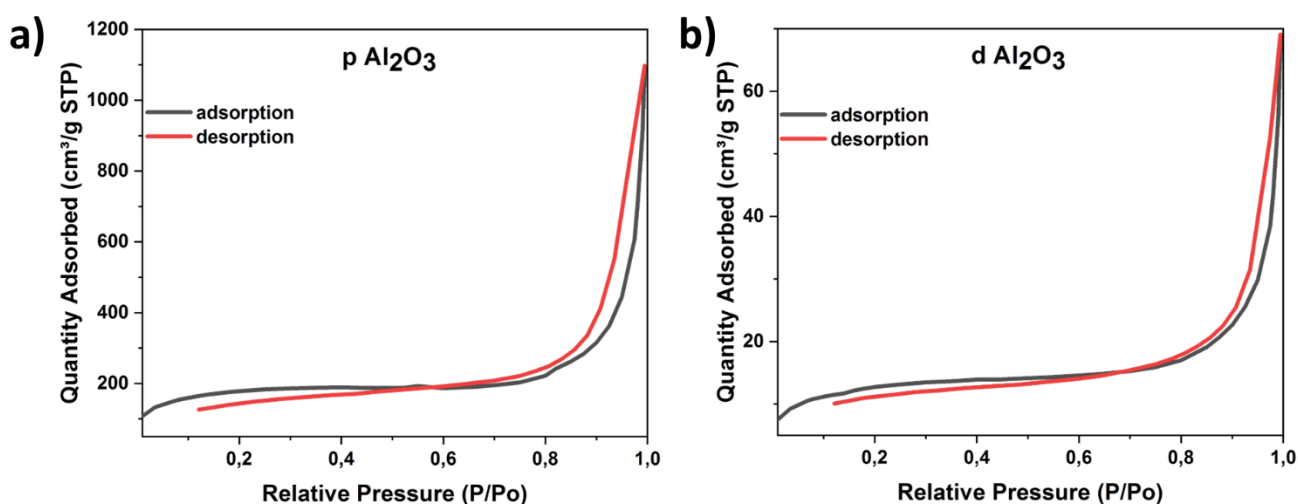 a)
p Al₂O₃
adsorption
desorption
Quantity Adsorbed (cm³/g STP)
1200
1000
800
600
400
200
0,2
0,4
0,6
0,8
1,0
Relative Pressure (P/Po)
b)
d Al₂O₃
adsorption
desorption
Quantity Adsorbed (cm³/g STP)
60
40
20
0,2
0,4
0,6
0,8
1,0
Relative Pressure (P/Po)